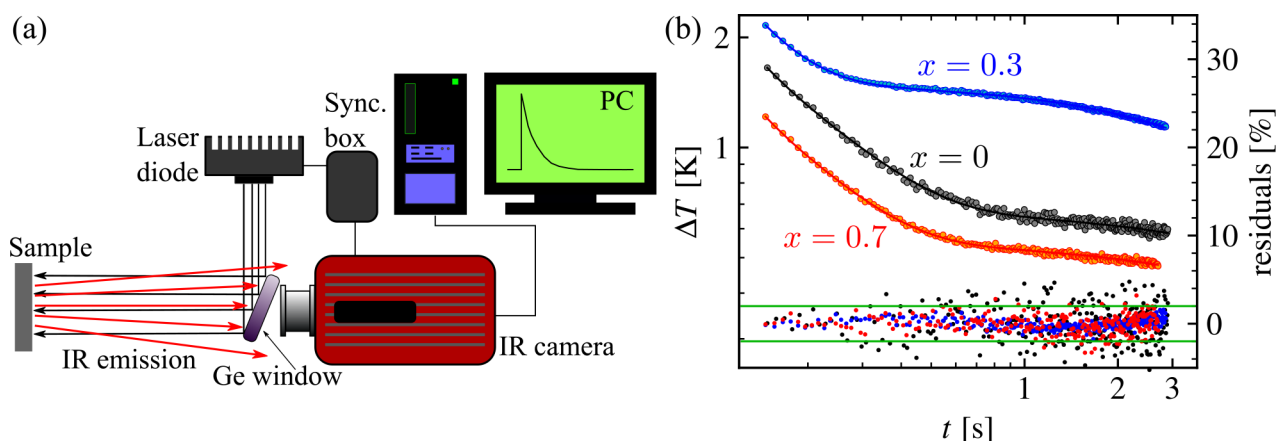 (a)
Sync.
box
PC
Laser
diode
Sample
IR emission
Ge window
IR camera
(b)
2
1
ΔT [K]
x = 0.3
x = 0
x = 0.7
30
20
10
0
residuals [%]
1
2
3
t [s]